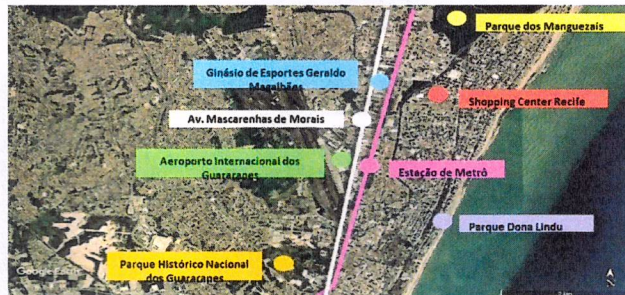 Parque dos Manguezais
Ginásio de Esportes Geraldo
Magalhães
Shopping Center Recife
Av. Mascarenhas de Morais
Aeroporto Internacional dos
Guararapes
Estação de Metrô
Parque Dona Lindu
Parque Histórico Nacional
dos Guararapes
Google Earth